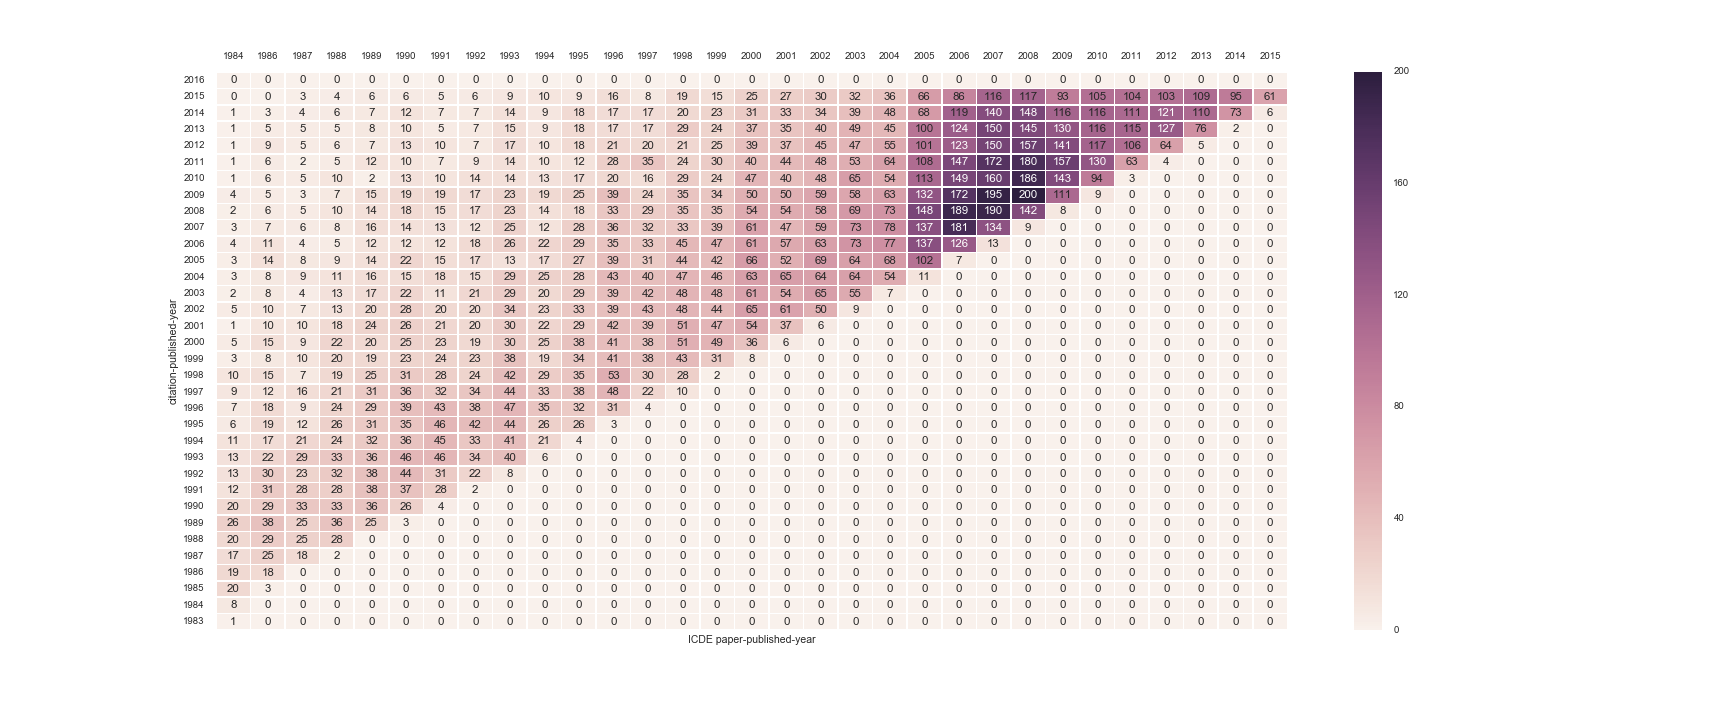 1984 1986 1987 1988 1989 1990 1991 1992 1993 1994 1995 1996 1997 1998 1999 2000 2001 2002 2003 2004 2005 2006 2007 2008 2009 2010 2011 2012 2013 2014 2015
2016 0 0 0 0 0 0 0 0 0 0 0 0 0 0 0 0 0 0 0 0 0 0 0 0 0 0 0 0 0 0 0
2015 0 0 3 4 6 6 5 6 9 10 9 16 8 19 15 25 27 30 32 36 66 86 116 117 93 105 104 103 109 95 61
2014 1 3 4 6 7 12 7 7 14 9 18 17 17 20 23 31 33 34 39 48 68 119 140 148 116 116 111 121 110 73 6
2013 1 5 5 5 8 10 5 7 15 9 18 17 17 29 24 37 35 40 49 45 100 124 150 145 130 116 115 127 76 2 0
2012 1 9 5 6 7 13 10 7 17 10 18 21 20 21 25 39 37 45 47 55 101 123 150 157 141 117 106 64 5 0 0
2011 1 6 2 5 12 10 7 9 14 10 12 28 35 24 30 40 44 48 53 64 108 147 172 180 157 130 63 4 0 0 0
2010 1 6 5 10 2 13 10 14 14 13 17 20 16 29 24 47 40 48 65 54 113 149 160 186 143 94 3 0 0 0 0
2009 4 5 3 7 15 19 19 17 23 19 25 39 24 35 34 50 50 59 58 63 132 172 195 200 111 9 0 0 0 0 0
2008 2 6 5 10 14 18 15 17 23 14 18 33 29 35 35 54 54 58 69 73 148 189 190 142 8 0 0 0 0 0 0
2007 3 7 6 8 16 14 13 12 25 12 28 36 32 33 39 61 47 59 73 78 137 181 134 9 0 0 0 0 0 0 0
2006 4 11 4 5 12 12 12 18 26 22 29 35 33 45 47 61 57 63 73 77 137 126 13 0 0 0 0 0 0 0 0
2005 3 14 8 9 14 22 15 17 13 17 27 39 31 44 42 66 52 69 64 68 102 7 0 0 0 0 0 0 0 0 0
2004 3 8 9 11 16 15 18 15 29 25 28 43 40 47 46 63 65 64 64 54 11 0 0 0 0 0 0 0 0 0 0
2003 2 8 4 13 17 22 11 21 29 20 29 39 42 48 48 61 54 65 55 7 0 0 0 0 0 0 0 0 0 0 0
2002 5 10 7 13 20 28 20 20 34 23 33 39 43 48 44 65 61 50 9 0 0 0 0 0 0 0 0 0 0 0 0
2001 1 10 10 18 24 26 21 20 30 22 29 42 39 51 47 54 37 6 0 0 0 0 0 0 0 0 0 0 0 0 0
2000 5 15 9 22 20 25 23 19 30 25 38 41 38 51 49 36 6 0 0 0 0 0 0 0 0 0 0 0 0 0 0
1999 3 8 10 20 19 23 24 23 38 19 34 41 38 43 31 8 0 0 0 0 0 0 0 0 0 0 0 0 0 0 0
1998 10 15 7 19 25 31 28 24 42 29 35 53 30 28 2 0 0 0 0 0 0 0 0 0 0 0 0 0 0 0 0
1997 9 12 16 21 31 36 32 34 44 33 38 48 22 10 0 0 0 0 0 0 0 0 0 0 0 0 0 0 0 0 0
1996 7 18 9 24 29 39 43 38 47 35 32 31 4 0 0 0 0 0 0 0 0 0 0 0 0 0 0 0 0 0 0
1995 6 19 12 26 31 35 46 42 44 26 26 3 0 0 0 0 0 0 0 0 0 0 0 0 0 0 0 0 0 0 0
1994 11 17 21 24 32 36 45 33 41 21 4 0 0 0 0 0 0 0 0 0 0 0 0 0 0 0 0 0 0 0 0
1993 13 22 29 33 36 46 46 34 40 6 0 0 0 0 0 0 0 0 0 0 0 0 0 0 0 0 0 0 0 0 0
1992 13 30 23 32 38 44 31 22 8 0 0 0 0 0 0 0 0 0 0 0 0 0 0 0 0 0 0 0 0 0 0
1991 12 31 28 28 38 37 28 2 0 0 0 0 0 0 0 0 0 0 0 0 0 0 0 0 0 0 0 0 0 0 0
1990 20 29 33 33 36 26 4 0 0 0 0 0 0 0 0 0 0 0 0 0 0 0 0 0 0 0 0 0 0 0 0
1989 26 38 25 36 25 3 0 0 0 0 0 0 0 0 0 0 0 0 0 0 0 0 0 0 0 0 0 0 0 0 0
1988 20 29 25 28 0 0 0 0 0 0 0 0 0 0 0 0 0 0 0 0 0 0 0 0 0 0 0 0 0 0 0
1987 17 25 18 2 0 0 0 0 0 0 0 0 0 0 0 0 0 0 0 0 0 0 0 0 0 0 0 0 0 0 0
1986 19 18 0 0 0 0 0 0 0 0 0 0 0 0 0 0 0 0 0 0 0 0 0 0 0 0 0 0 0 0 0
1985 20 3 0 0 0 0 0 0 0 0 0 0 0 0 0 0 0 0 0 0 0 0 0 0 0 0 0 0 0 0 0
1984 8 0 0 0 0 0 0 0 0 0 0 0 0 0 0 0 0 0 0 0 0 0 0 0 0 0 0 0 0 0 0
1983 1 0 0 0 0 0 0 0 0 0 0 0 0 0 0 0 0 0 0 0 0 0 0 0 0 0 0 0 0 0 0
citation-published-year
ICDE paper-published-year
200
160
120
80
40
0